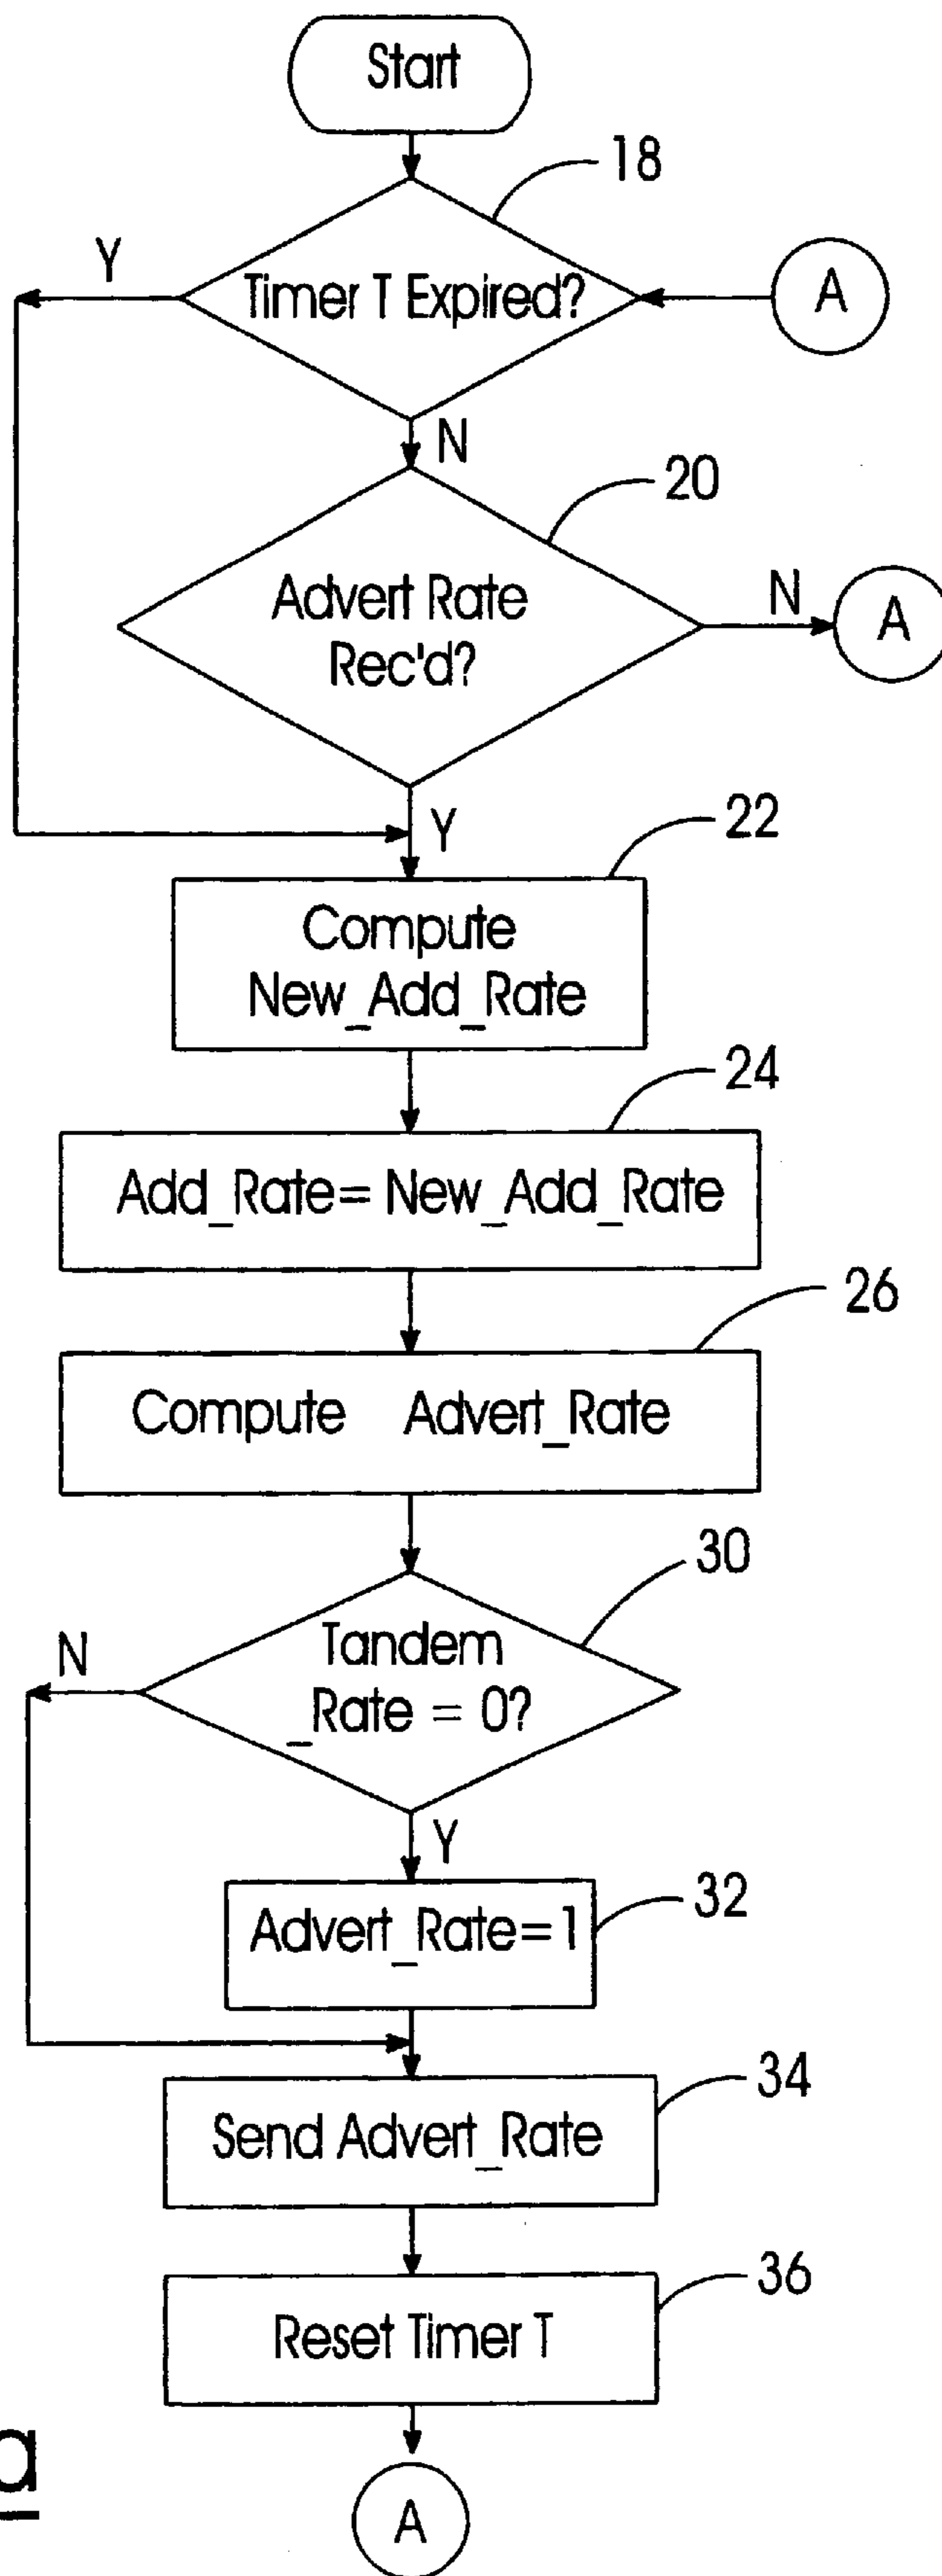 Start
18
Y
Timer T Expired?
A
N
20
Advert Rate
Rec'd?
N
A
Y
22
Compute
New_Add_Rate
24
Add_Rate= New_Add_Rate
26
Compute Advert_Rate
30
Tandem
_Rate = 0?
N
Y
32
Advert_Rate=1
34
Send Advert_Rate
36
Reset Timer T
a
A